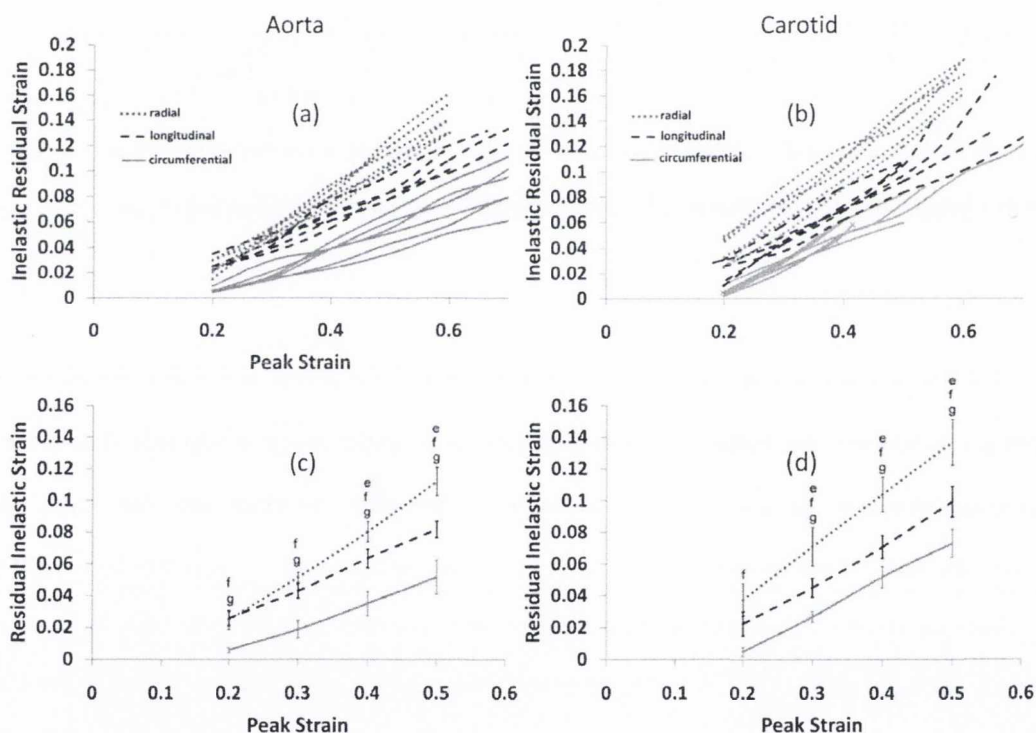 Aorta
Inelastic Residual Strain
0.2
0.18
0.16
0.14
0.12
0.1
0.08
0.06
0.04
0.02
0
radial
longitudinal
circumferential
(a)
0
0.2
0.4
0.6
Peak Strain
Carotid
Inelastic Residual Strain
0.2
0.18
0.16
0.14
0.12
0.1
0.08
0.06
0.04
0.02
0
radial
longitudinal
circumferential
(b)
0
0.2
0.4
0.6
Residual Inelastic Strain
0.16
0.14
0.12
0.1
0.08
0.06
0.04
0.02
0
(c)
f
g
f
g
e
f
g
e
f
g
0
0.1
0.2
0.3
0.4
0.5
0.6
Peak Strain
Residual Inelastic Strain
0.16
0.14
0.12
0.1
0.08
0.06
0.04
0.02
0
(d)
f
e
f
g
e
f
g
e
f
g
0
0.1
0.2
0.3
0.4
0.5
0.6
Peak Strain